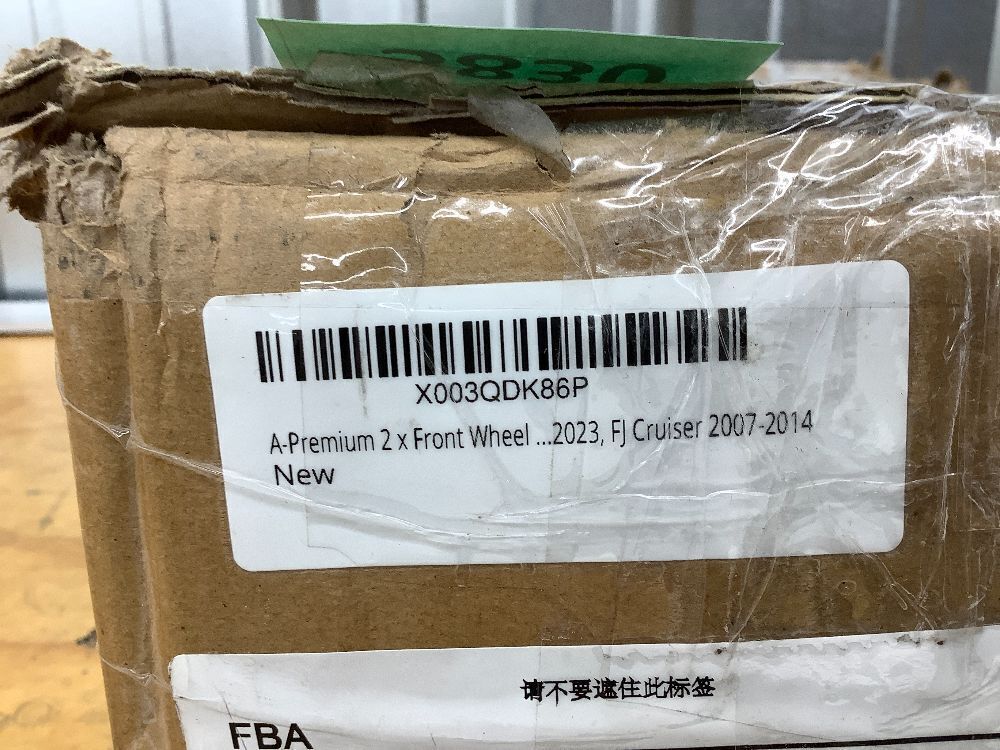 3830
X003QDK86P
A-Premium 2 x Front Wheel ...2023, FJ Cruiser 2007-2014
New
请不要遮住此标签
FBA